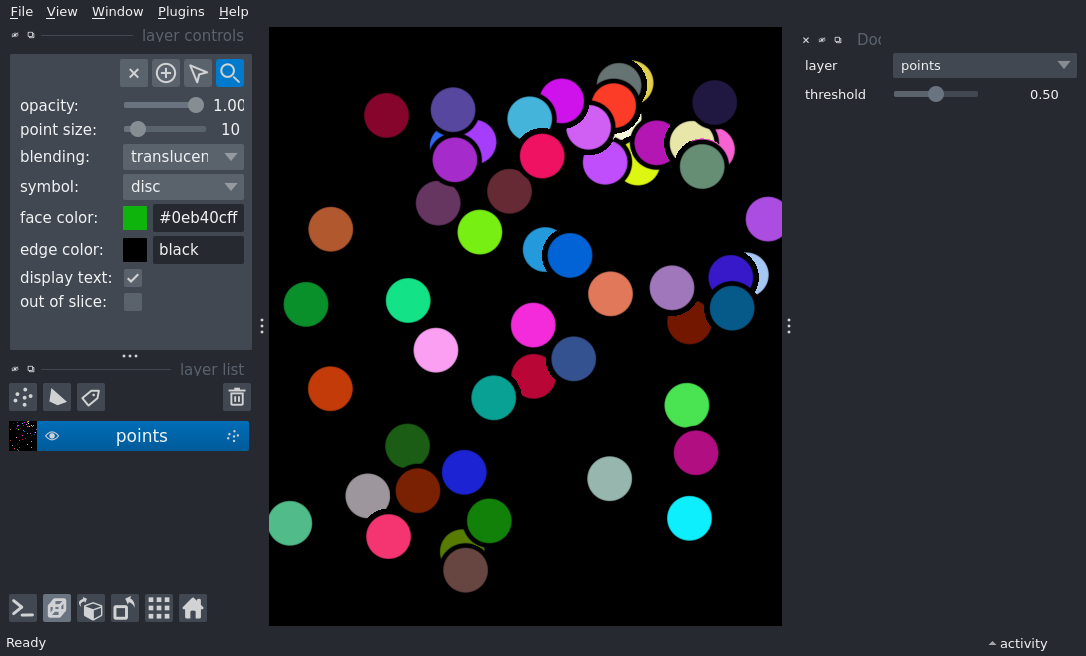 File View Window Plugins Help
layer controls
opacity: 1.00
point size: 10
blending: translucen
symbol: disc
face color: #0eb40cff
edge color: black
display text:
out of slice:
layer list
points
Ready
Doc
layer points
threshold 0.50
activity